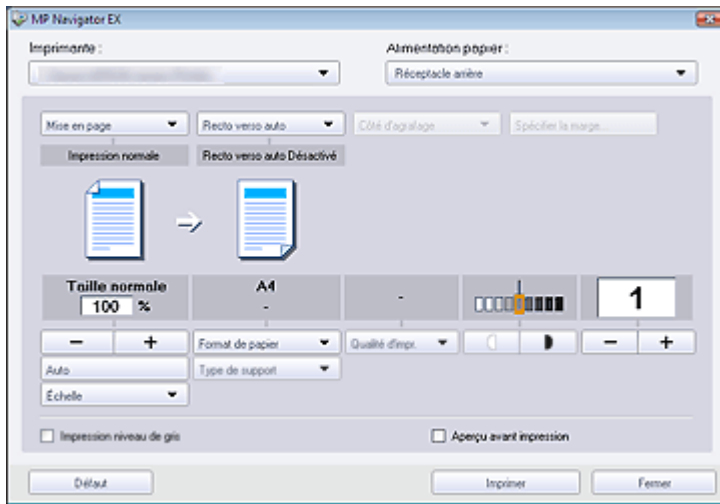 MP Navigator EX
Imprimante :
Alimentation papier :
Réceptacle arrière
Mise en page
Recto verso auto
Côté d'agrafage
Spécifier la marge...
Impression normale
Recto verso auto Désactivé
Taille normale
100 %
A4
-
-
1
- +
Format de papier
Qualité d'impr.
- +
Auto
Type de support
Échelle
Impression niveau de gris
Aperçu avant impression
Défaut
Imprimer
Fermer